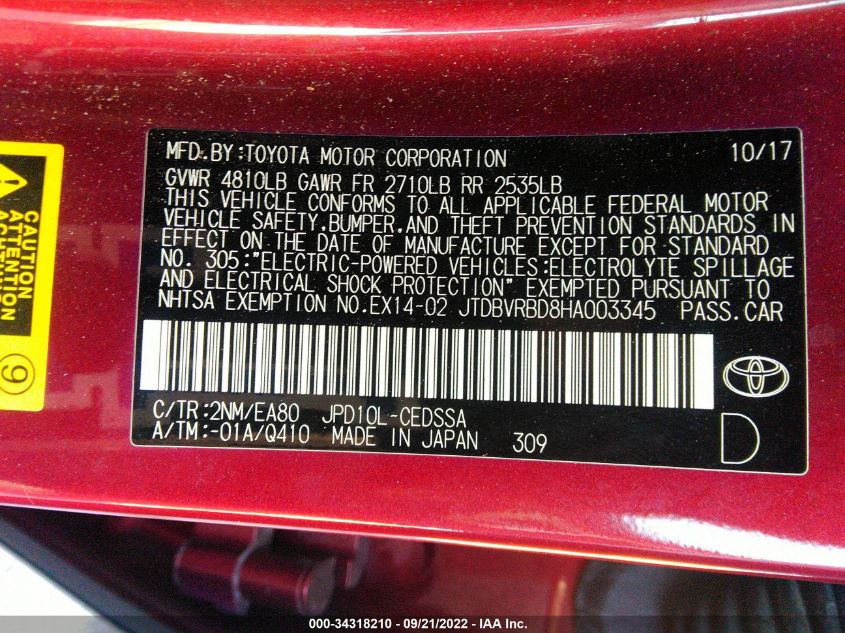 MFD.BY:TOYOTA MOTOR CORPORATION 10/17
GVWR 4810LB GAWR FR 2710LB RR 2535LB
THIS VEHICLE CONFORMS TO ALL APPLICABLE FEDERAL MOTOR
VEHICLE SAFETY,BUMPER,AND THEFT PREVENTION STANDARDS IN
EFFECT ON THE DATE OF MANUFACTURE EXCEPT FOR STANDARD
NO. 305:"ELECTRIC-POWERED VEHICLES:ELECTROLYTE SPILLAGE
AND ELECTRICAL SHOCK PROTECTION" EXEMPTED PURSUANT TO
NHTSA EXEMPTION NO.EX14-02 JTDBVRBD8HA003345 PASS.CAR
C/TR:2NM/EA80 JPD10L-CEDSSA
A/TM:-01A/Q410 MADE IN JAPAN 309
D
CAUTION
ATTENTION
9
000-34318210 - 09/21/2022 - IAA Inc.